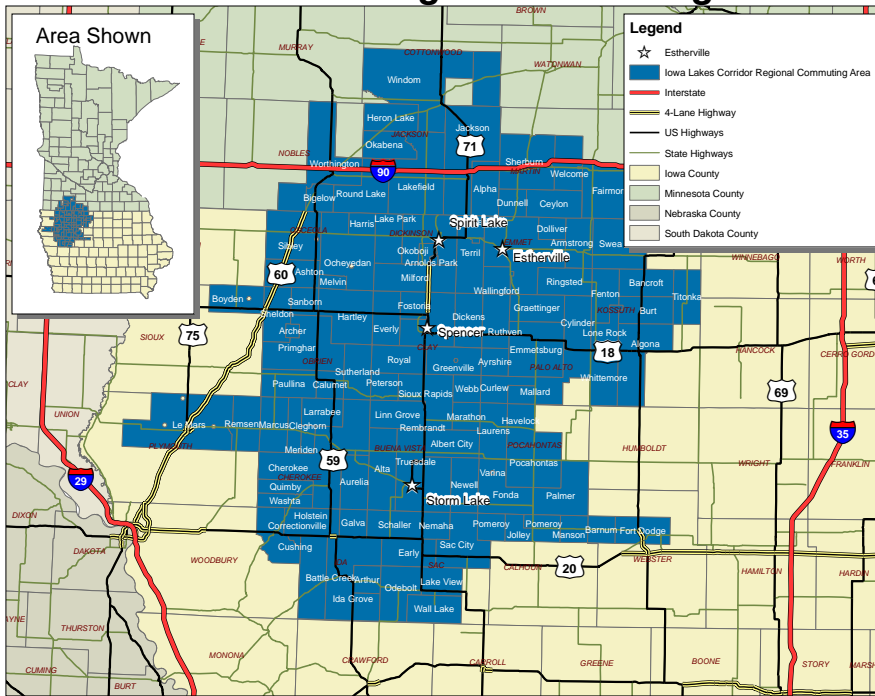 Area Shown
Legend
Estherville
Iowa Lakes Corridor Regional Commuting Area
Interstate
4-Lane Highway
US Highways
State Highways
Iowa County
Minnesota County
Nebraska County
South Dakota County
BROWN
MURRAY
COTTONWOOD
WATONWAN
Windom
Heron Lake
JACKSON
Jackson
Okabena
71
NOBLES
Worthington
90
Sherburn
MARTIN
Welcome
Lakefield
Alpha
Fairmon
Bigelow
Round Lake
Dunnell
Ceylon
Lake Park
Harris
Spirit Lake
OSCEOLA
DICKINSON
Dolliver
EMMET
Armstrong
Swea
Sibley
Okoboji
Terril
Estherville
WINNEBAGO
WORTH
Ocheyedan
Arnolds Park
60
Ashton
Melvin
Milford
Ringsted
Bancroft
Wallingford
Fenton
Titonka
Boyden
Sanborn
Fostoria
Graettinger
KOSSUTH
Burt
Sheldon
Hartley
Dickens
Cylinder
SIOUX
75
Archer
Everly
Spencer
Ruthven
Lone Rock
Algona
CLAY
Primghar
Emmetsburg
18
HANCOCK
CERRO GORD
OBRIEN
Royal
Ayrshire
Greenville
PALO ALTO
Sutherland
Whittemore
CLAY
Paullina
Calumet
Peterson
Webb
Curlew
Mallard
69
Sioux Rapids
UNION
Larrabee
Linn Grove
Marathon
Le Mars
Remsen
Marcus
Cleghorn
Rembrandt
Havelock
Laurens
35
PLYMOUTH
Albert City
POCAHONTAS
HUMBOLDT
Meriden
BUENA VISTA
59
Truesdale
Pocahontas
WRIGHT
FRANKLIN
Cherokee
Alta
Varina
29
CHEROKEE
Aurelia
Newell
Quimby
Fonda
Palmer
Washta
Storm Lake
DIXON
Holstein
Correctionville
Galva
Schaller
Nemaha
Pomeroy
Pomeroy
Barnum
Fort Dodge
Jolley
Manson
DAKOTA
Cushing
Sac City
WOODBURY
Early
WEBSTER
IDA
SAC
CALHOUN
20
HAMILTON
HARDIN
Battle Creek
Arthur
Lake View
Odebolt
Ida Grove
Wall Lake
AYNE
THURSTON
MONONA
CRAWFORD
CARROLL
GREENE
BOONE
STORY
MARSH
CUMING
BURT